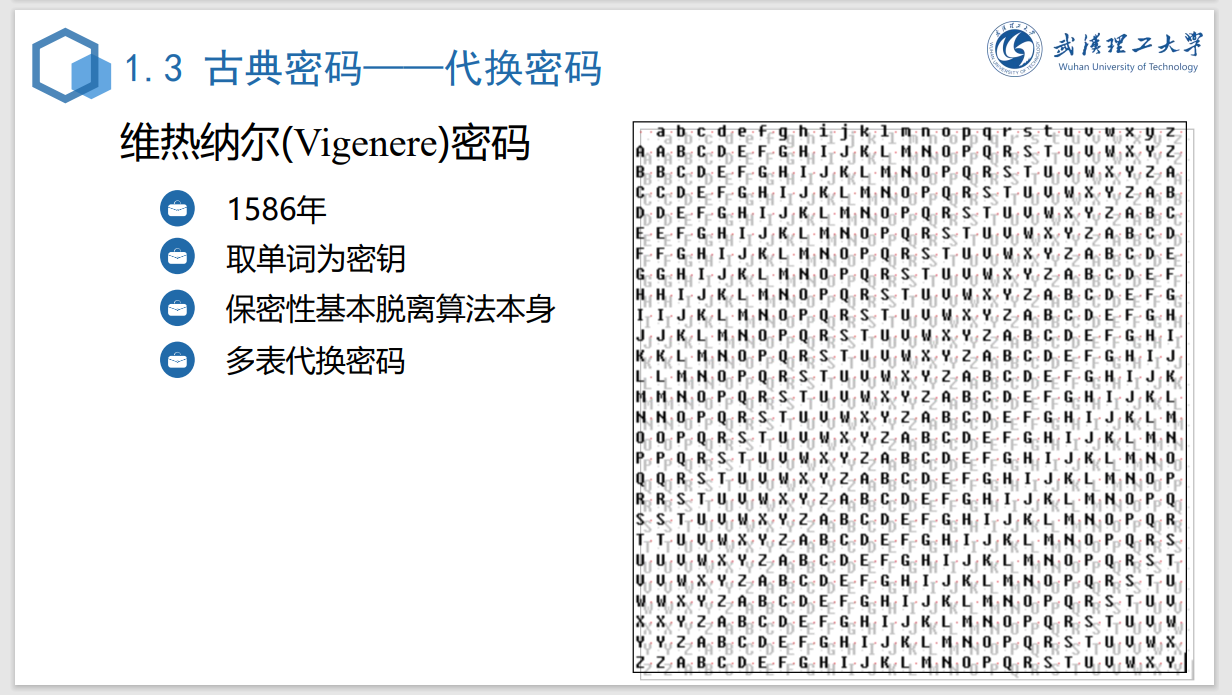 1.3 古典密码——代换密码
武汉理工大学
Wuhan University of Technology
维热纳尔(Vigenere)密码
1586年
取单词为密钥
保密性基本脱离算法本身
多表代换密码
a b c d e f g h i j k l m n o p q r s t u v w x y z
A A B C D E F G H I J K L M N O P Q R S T U V W X Y Z
B B C D E F G H I J K L M N O P Q R S T U V W X Y Z A
C C D E F G H I J K L M N O P Q R S T U V W X Y Z A B
D D E F G H I J K L M N O P Q R S T U V W X Y Z A B C
E E F G H I J K L M N O P Q R S T U V W X Y Z A B C D
F F G H I J K L M N O P Q R S T U V W X Y Z A B C D E
G G H I J K L M N O P Q R S T U V W X Y Z A B C D E F
H H I J K L M N O P Q R S T U V W X Y Z A B C D E F G
I I J K L M N O P Q R S T U V W X Y Z A B C D E F G H
J J K L M N O P Q R S T U V W X Y Z A B C D E F G H I
K K L M N O P Q R S T U V W X Y Z A B C D E F G H I J
L L M N O P Q R S T U V W X Y Z A B C D E F G H I J K
M M N O P Q R S T U V W X Y Z A B C D E F G H I J K L
N N O P Q R S T U V W X Y Z A B C D E F G H I J K L M
O O P Q R S T U V W X Y Z A B C D E F G H I J K L M N
P P Q R S T U V W X Y Z A B C D E F G H I J K L M N O
Q Q R S T U V W X Y Z A B C D E F G H I J K L M N O P
R R S T U V W X Y Z A B C D E F G H I J K L M N O P Q
S S T U V W X Y Z A B C D E F G H I J K L M N O P Q R
T T U V W X Y Z A B C D E F G H I J K L M N O P Q R S
U U V W X Y Z A B C D E F G H I J K L M N O P Q R S T
V V W X Y Z A B C D E F G H I J K L M N O P Q R S T U
W W X Y Z A B C D E F G H I J K L M N O P Q R S T U V
X X Y Z A B C D E F G H I J K L M N O P Q R S T U V W
Y Y Z A B C D E F G H I J K L M N O P Q R S T U V W X
Z Z A B C D E F G H I J K L M N O P Q R S T U V W X Y